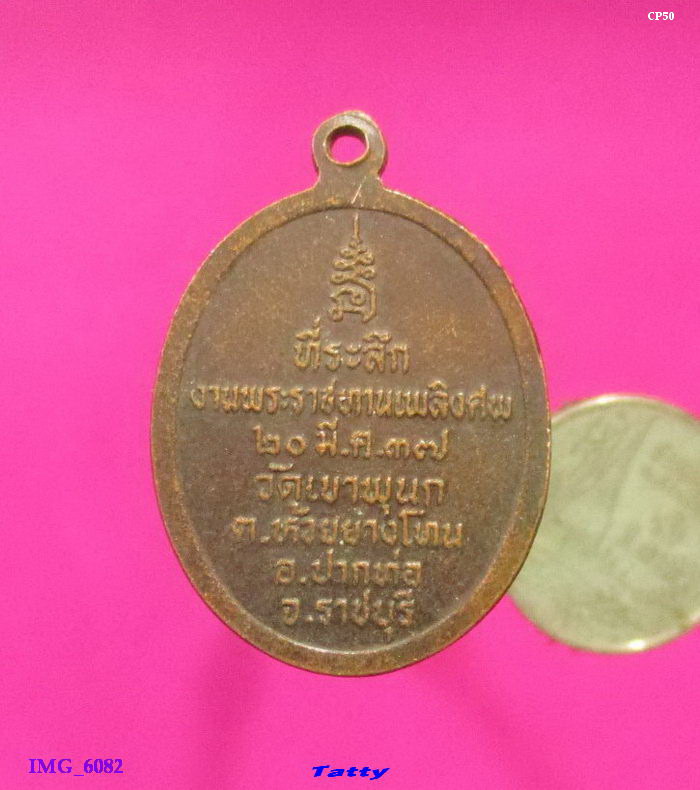 CP50
ที่ระลึก
งานพระราชทานเพลิงศพ
๒๐ มี.ค.๓๗
วัดเขาพุนก
ต.ห้วยยางโทน
อ.ปากท่อ
จ.ราชบุรี
IMG_6082
Tatty